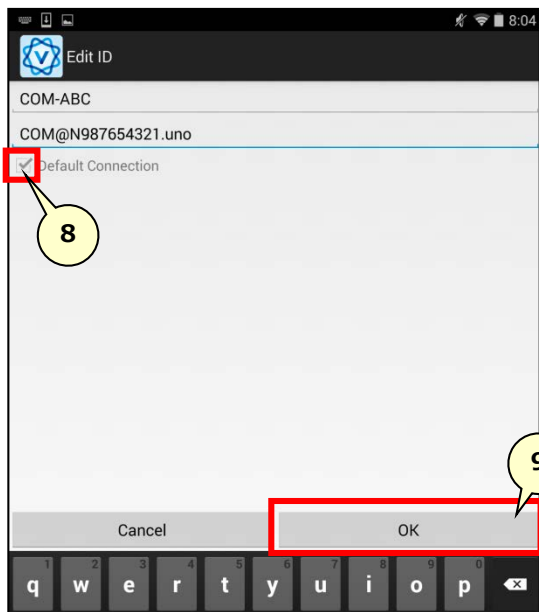 8:04
V Edit ID
COM-ABC
COM@N987654321.uno
Default Connection
8
9
Cancel OK
1 2 3 4 5 6 7 8 9 0
q w e r t y u i o p